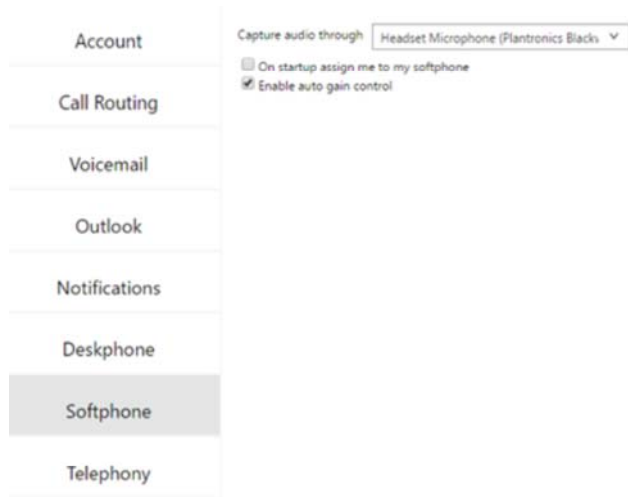 Account
Call Routing
Voicemail
Outlook
Notifications
Deskphone
Softphone
Telephony
Capture audio through Headset Microphone (Plantronics Blackw
On startup assign me to my softphone
Enable auto gain control